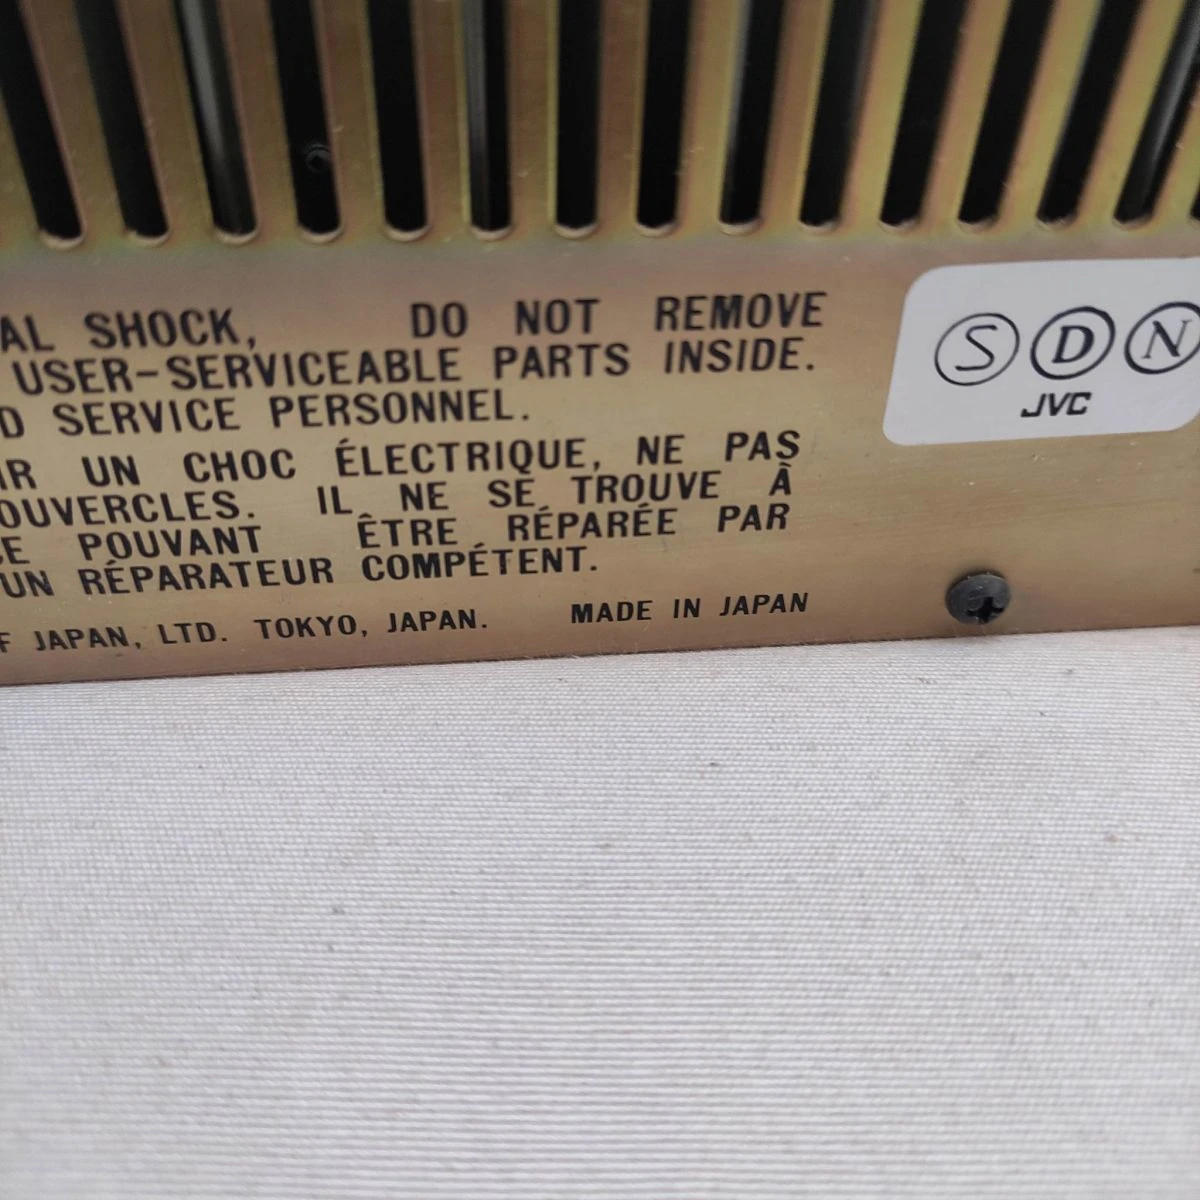 AL SHOCK, DO NOT REMOVE
USER-SERVICEABLE PARTS INSIDE.
D SERVICE PERSONNEL.
IR UN CHOC ÉLECTRIQUE, NE PAS
OUVERCLES. IL NE SE TROUVE À
CE POUVANT ÊTRE RÉPARÉE PAR
UN RÉPARATEUR COMPÉTENT.
F JAPAN, LTD. TOKYO, JAPAN. MADE IN JAPAN
S D N
JVC